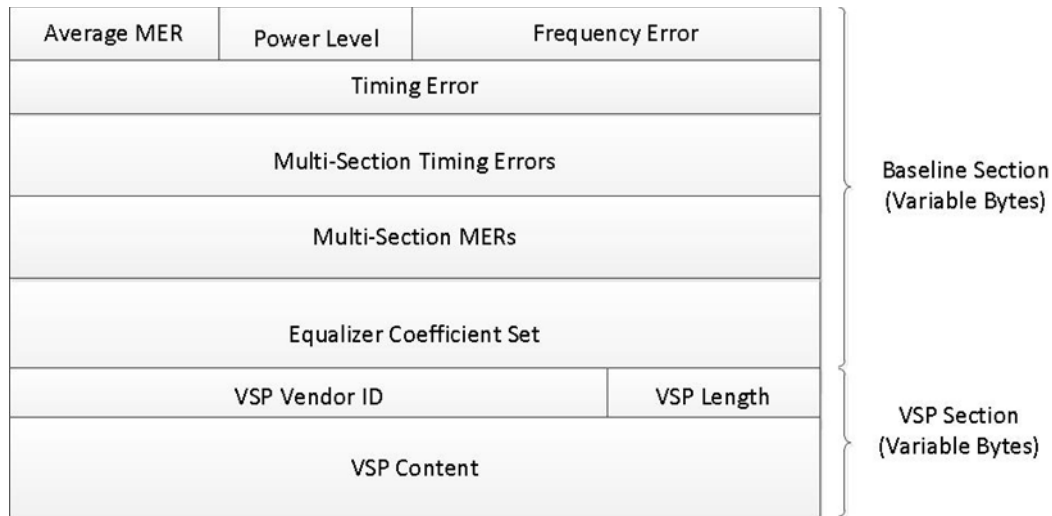 Average MER
Power Level
Frequency Error
Timing Error
Multi-Section Timing Errors
Multi-Section MERs
Equalizer Coefficient Set
Baseline Section
(Variable Bytes)
VSP Vendor ID
VSP Length
VSP Content
VSP Section
(Variable Bytes)